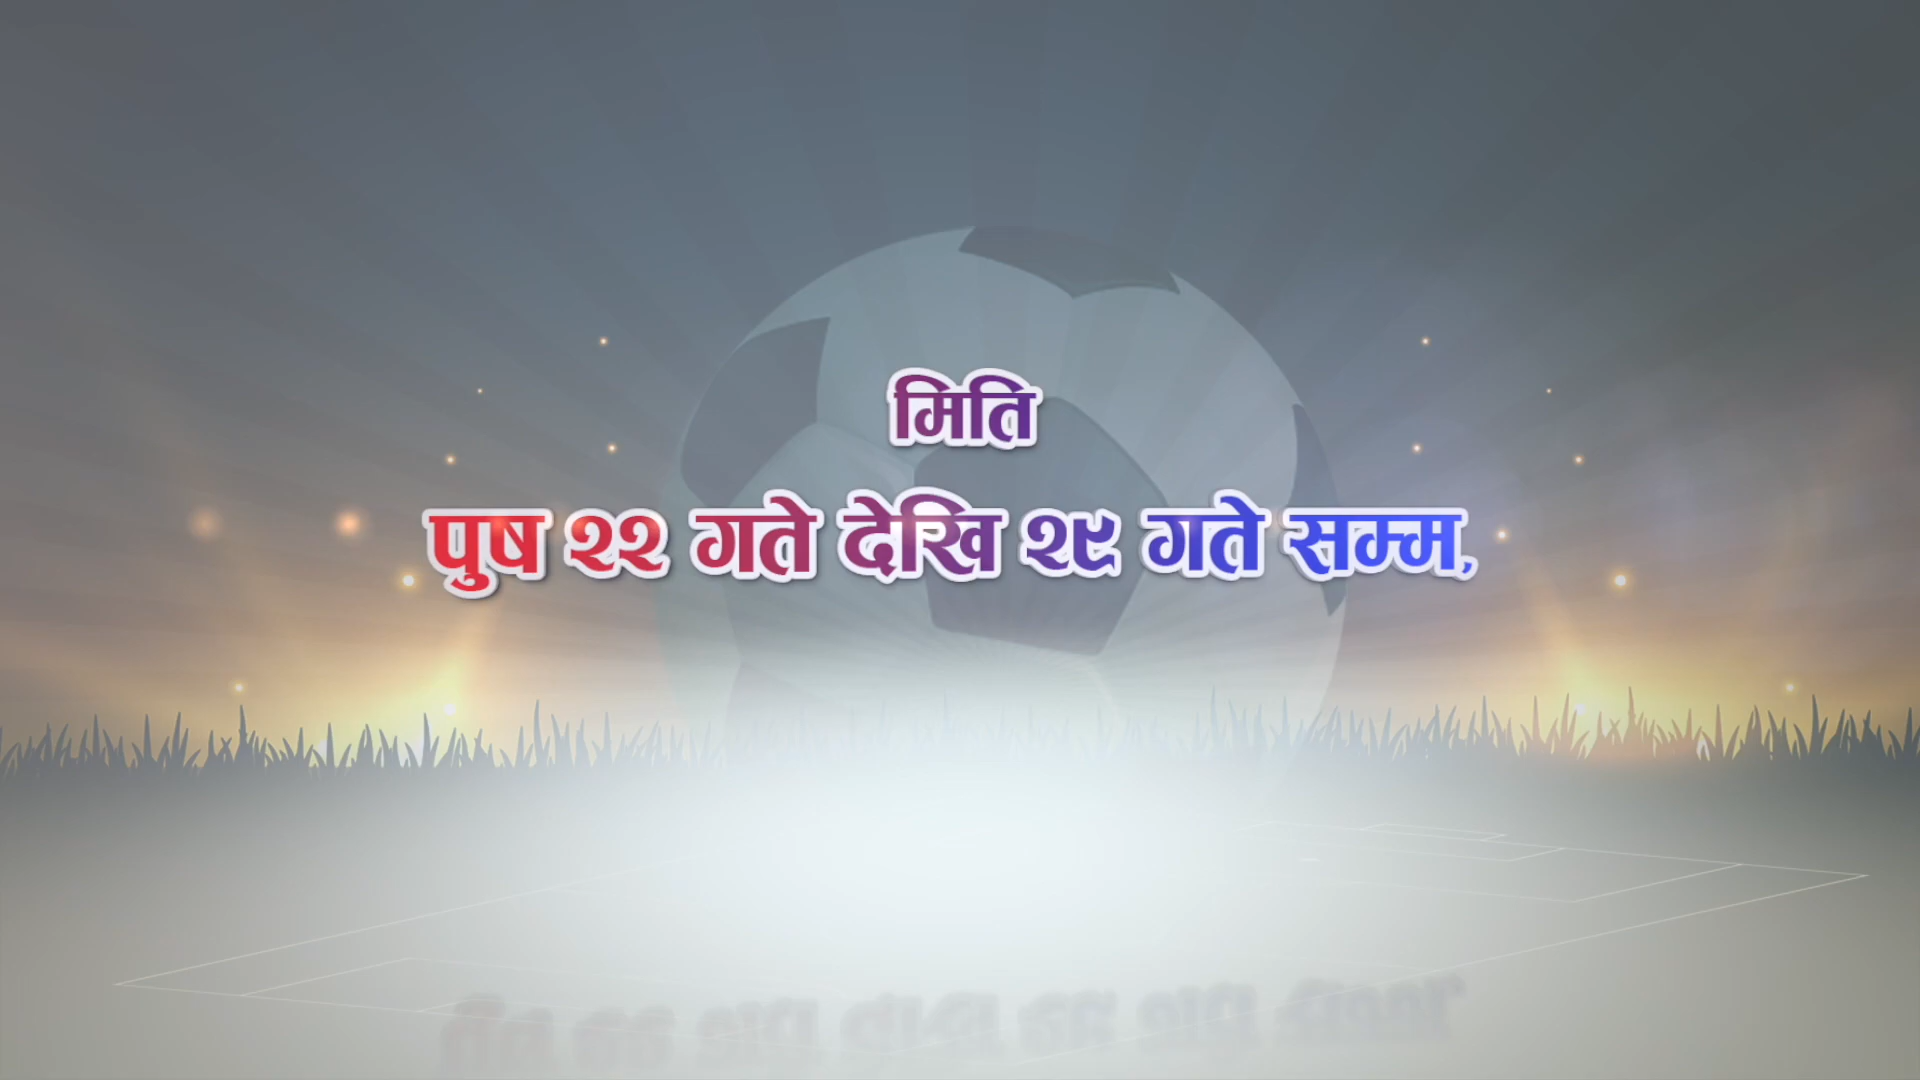 मिति
पुष २२ गते देखि २९ गते सम्म,